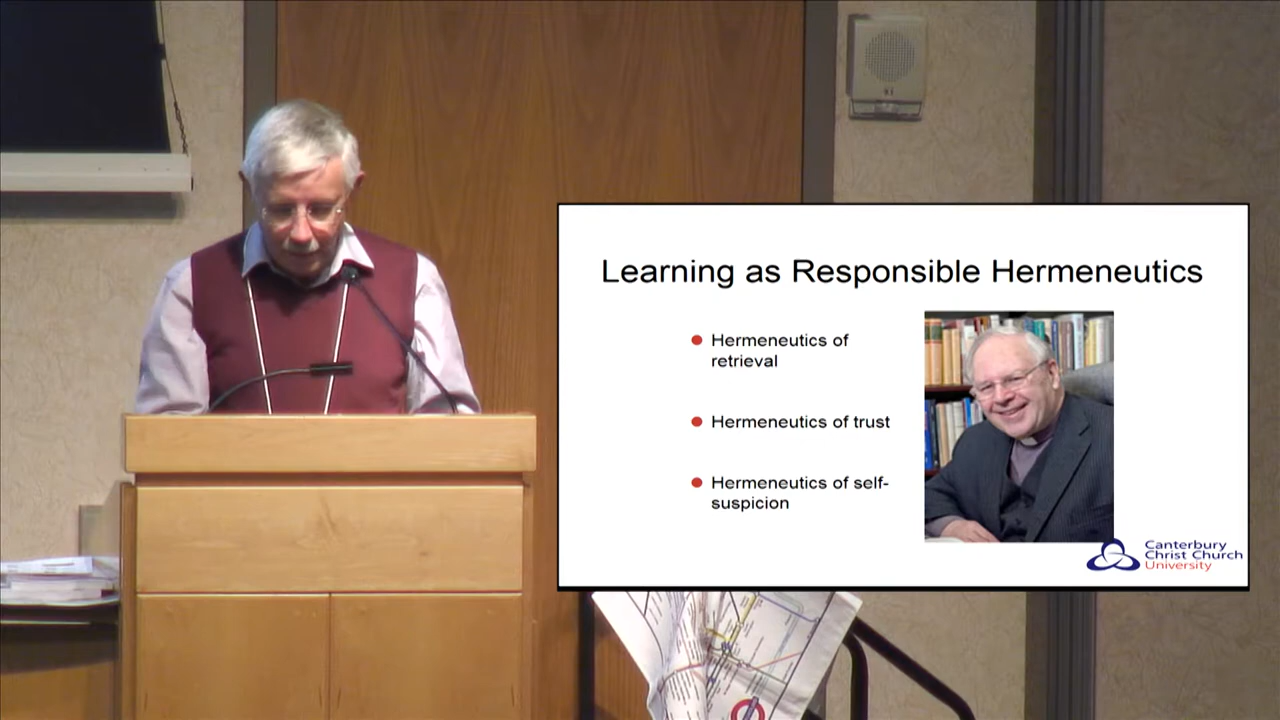 Learning as Responsible Hermeneutics
Hermeneutics of
retrieval
Hermeneutics of trust
Hermeneutics of self-
suspicion
Canterbury
Christ Church
University